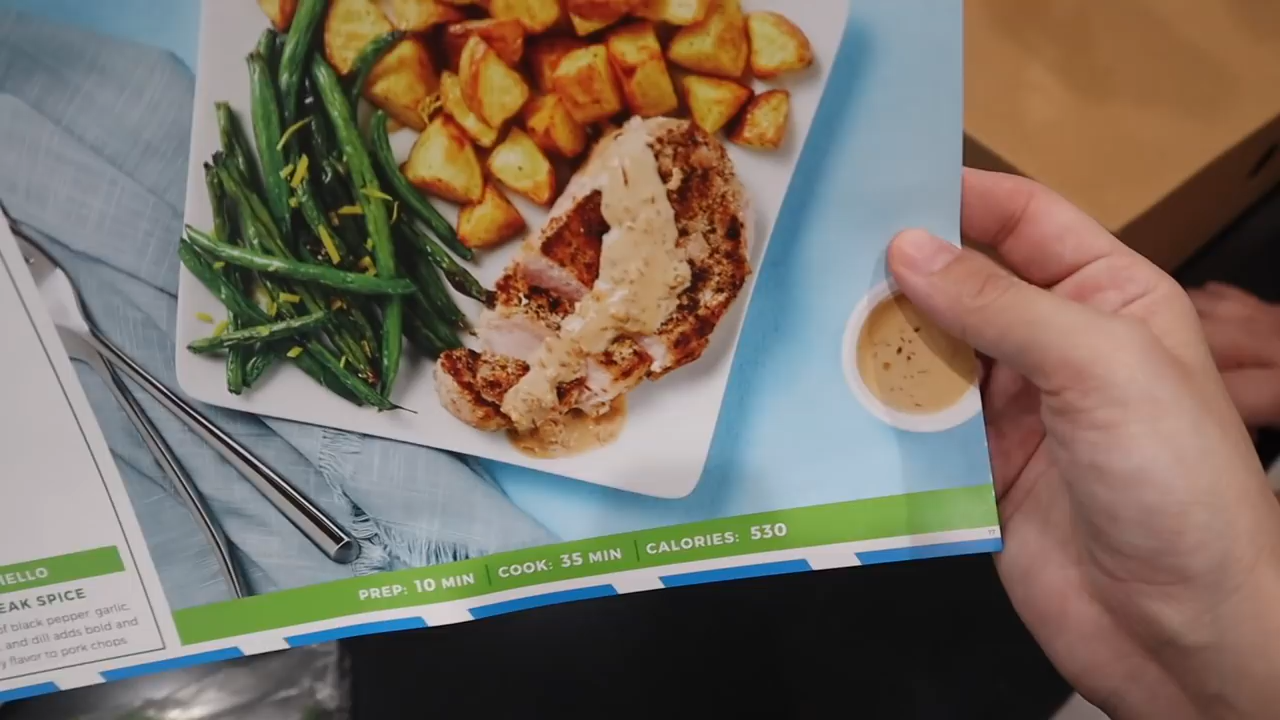 HELLO
EAK SPICE
of black pepper, garlic,
and dill adds bold and
y flavor to pork chops.
PREP: 10 MIN | COOK: 35 MIN | CALORIES: 530